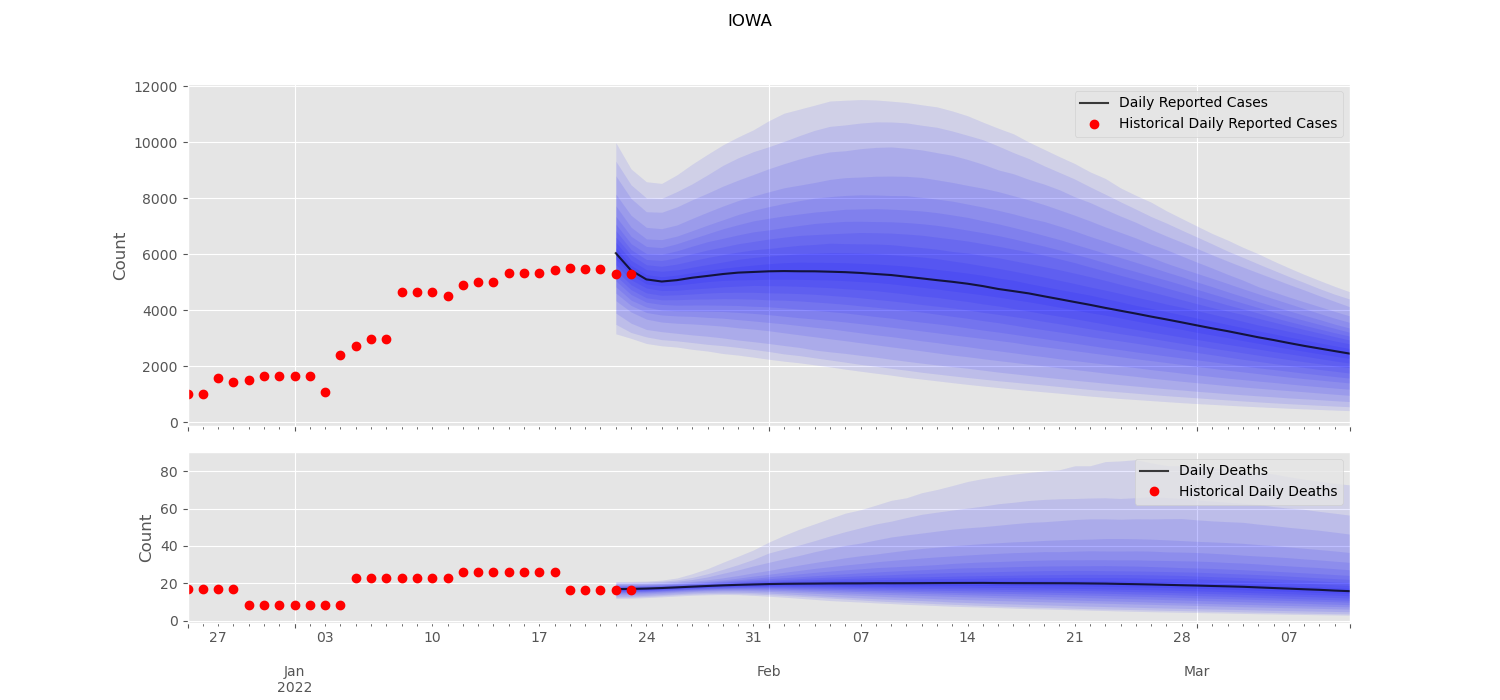 IOWA
12000
10000
8000
6000
4000
2000
0
Count
Daily Reported Cases
Historical Daily Reported Cases
80
60
40
20
0
Count
Daily Deaths
Historical Daily Deaths
27 03 10 17 24 31 07 14 21 28 07
Jan Feb Mar
2022